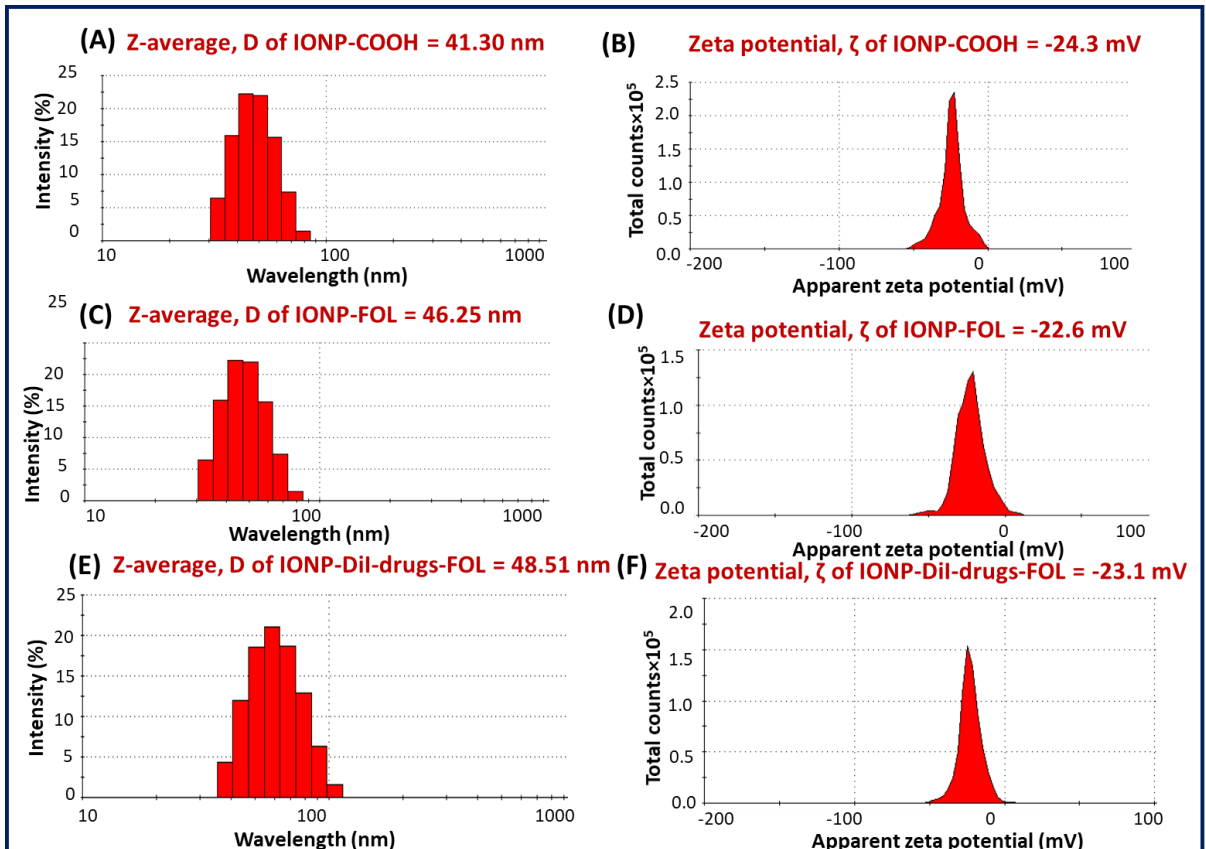 (A) Z-average, D of IONP-COOH = 41.30 nm
25
20
15
10
5
0
Intensity (%)
10 100 1000
Wavelength (nm)
(B) Zeta potential, ζ of IONP-COOH = -24.3 mV
2.5
2.0
1.5
1.0
0.5
0.0
Total counts×10⁵
-200 -100 0 100
Apparent zeta potential (mV)
(C) Z-average, D of IONP-FOL = 46.25 nm
25
20
15
10
5
0
Intensity (%)
10 100 1000
Wavelength (nm)
(D) Zeta potential, ζ of IONP-FOL = -22.6 mV
1.5
1.0
0.5
0.0
Total counts×10⁵
-200 -100 0 100
Apparent zeta potential (mV)
(E) Z-average, D of IONP-DiI-drugs-FOL = 48.51 nm
25
20
15
10
5
0
Intensity (%)
10 100 1000
Wavelength (nm)
(F) Zeta potential, ζ of IONP-DiI-drugs-FOL = -23.1 mV
2.0
1.5
1.0
0.5
0.0
Total counts×10⁵
-200 -100 0 100
Apparent zeta potential (mV)